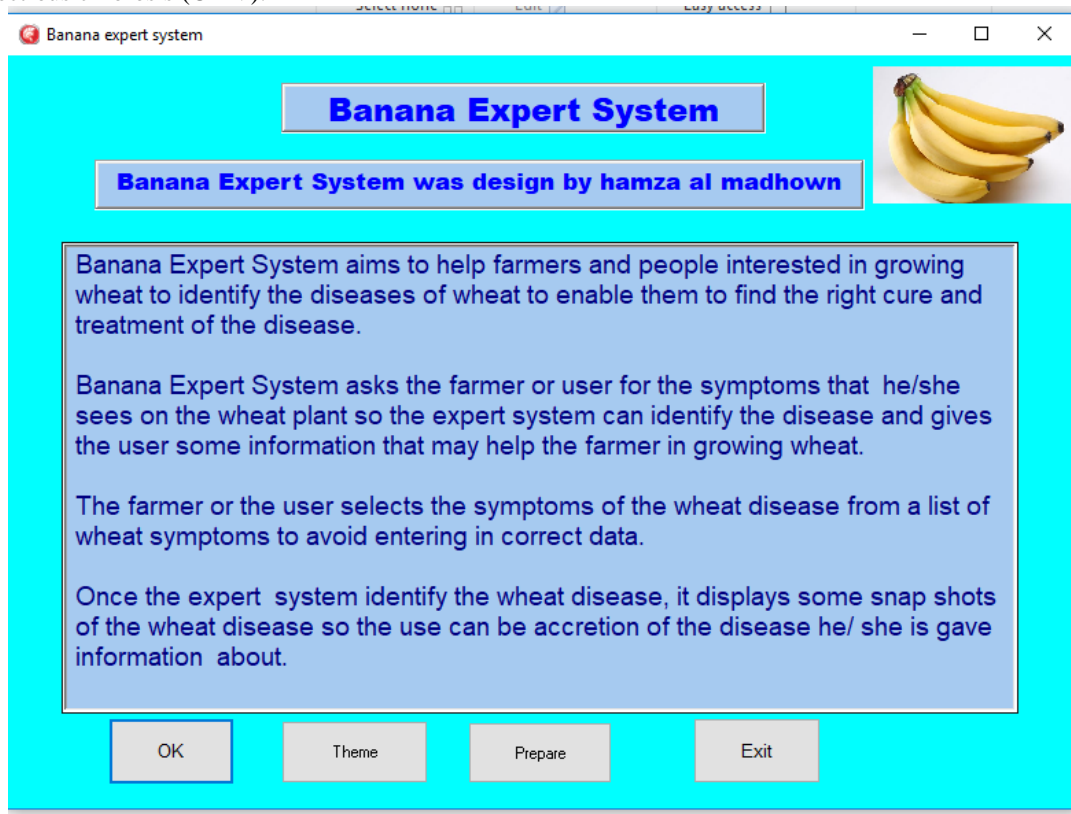 Banana expert system
Banana Expert System
Banana Expert System was design by hamza al madhown
Banana Expert System aims to help farmers and people interested in growing
wheat to identify the diseases of wheat to enable them to find the right cure and
treatment of the disease.
Banana Expert System asks the farmer or user for the symptoms that he/she
sees on the wheat plant so the expert system can identify the disease and gives
the user some information that may help the farmer in growing wheat.
The farmer or the user selects the symptoms of the wheat disease from a list of
wheat symptoms to avoid entering in correct data.
Once the expert system identify the wheat disease, it displays some snap shots
of the wheat disease so the use can be accretion of the disease he/ she is gave
information about.
OK Theme Prepare Exit